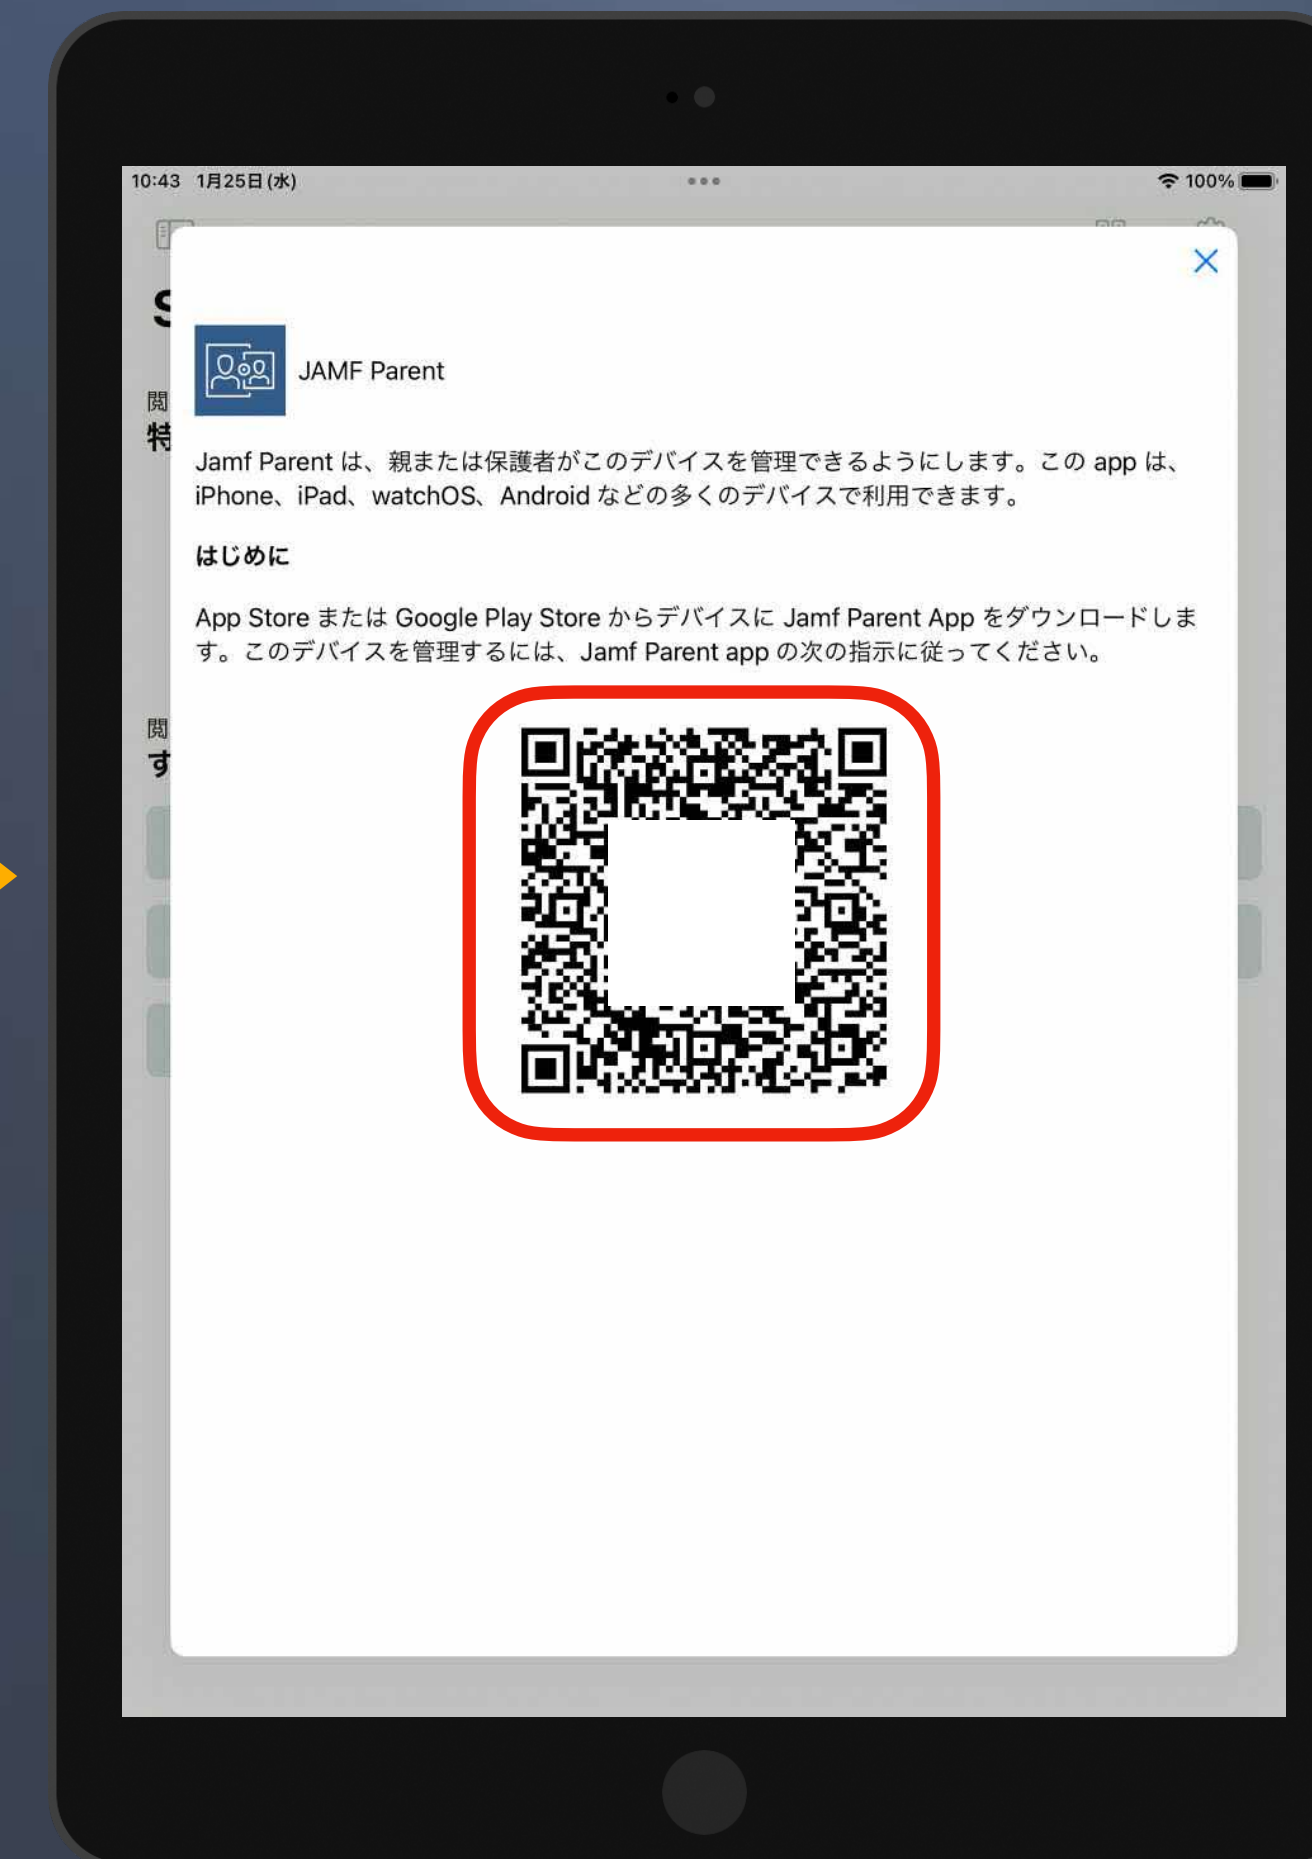 10:43 1月25日(水)
100%
S
JAMF Parent
閲
特
Jamf Parent は、親または保護者がこのデバイスを管理できるようにします。この app は、
iPhone、iPad、watchOS、Android などの多くのデバイスで利用できます。
はじめに
App Store または Google Play Store からデバイスに Jamf Parent App をダウンロードしま
す。このデバイスを管理するには、Jamf Parent app の次の指示に従ってください。
閲
す